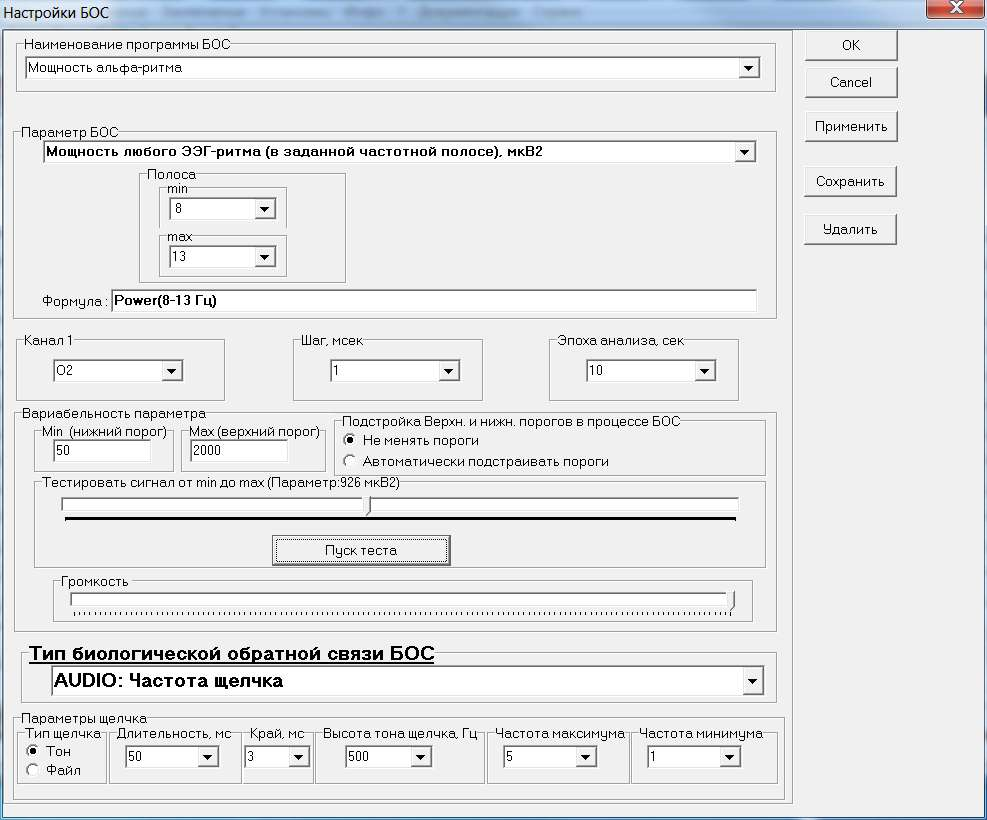 Настройки БОС
Наименование программы БОС
Мощность альфа-ритма
OK
Cancel
Применить
Сохранить
Удалить
Параметр БОС
Мощность любого ЭЭГ-ритма (в заданной частотной полосе), мкВ2
Полоса
min
8
max
13
Формула : Power(8-13 Гц)
Канал 1
O2
Шаг, мсек
1
Эпоха анализа, сек
10
Вариабельность параметра
Min (нижний порог)
50
Max (верхний порог)
2000
Подстройка Верхн. и нижн. порогов в процессе БОС
Не менять пороги
Автоматически подстраивать пороги
Тестировать сигнал от min до max (Параметр:926 мкВ2)
Пуск теста
Громкость
Тип биологической обратной связи БОС
AUDIO: Частота щелчка
Параметры щелчка
Тип щелчка
Тон
Файл
Длительность, мс
50
Край, мс
3
Высота тона щелчка, Гц
500
Частота максимума
5
Частота минимума
1